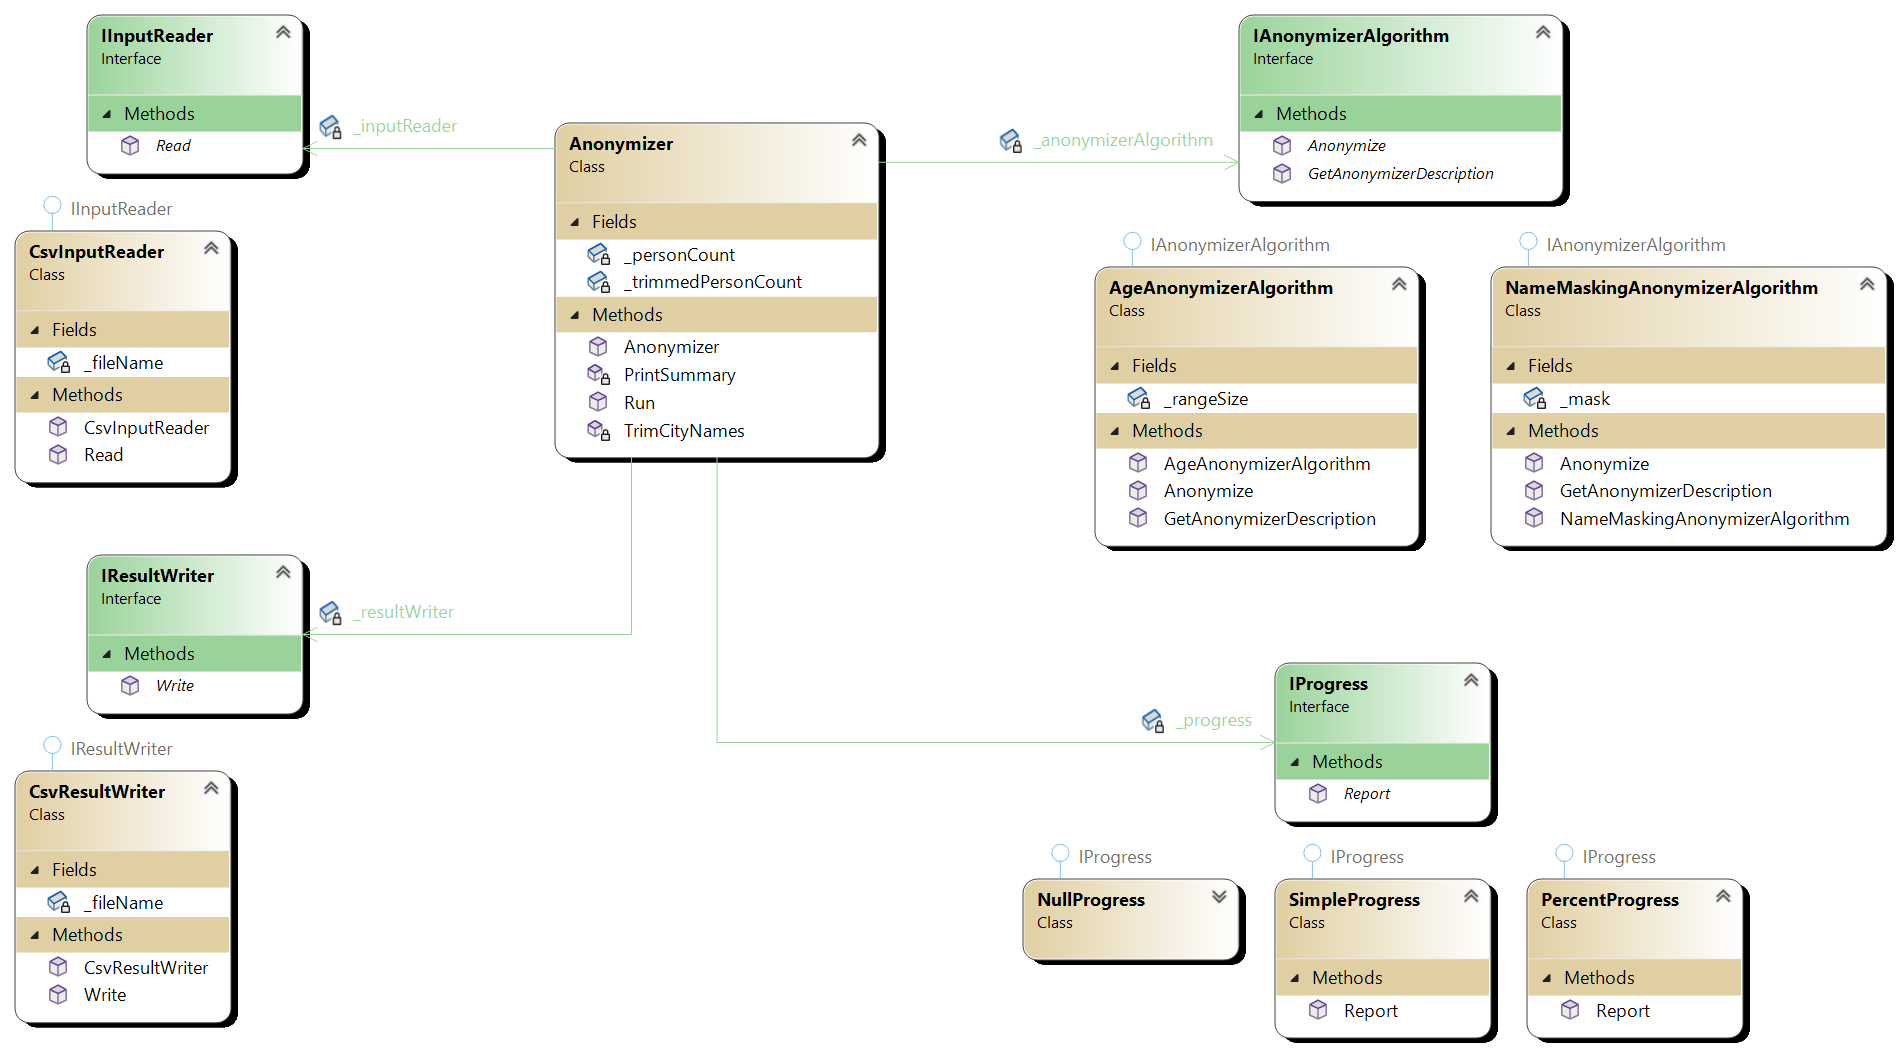 IInputReader
Interface
Methods
Read
_inputReader
IInputReader
CsvInputReader
Class
Fields
_fileName
Methods
CsvInputReader
Read
Anonymizer
Class
Fields
_personCount
_trimmedPersonCount
Methods
Anonymizer
PrintSummary
Run
TrimCityNames
_anonymizerAlgorithm
IAnonymizerAlgorithm
Interface
Methods
Anonymize
GetAnonymizerDescription
IAnonymizerAlgorithm
AgeAnonymizerAlgorithm
Class
Fields
_rangeSize
Methods
AgeAnonymizerAlgorithm
Anonymize
GetAnonymizerDescription
IAnonymizerAlgorithm
NameMaskingAnonymizerAlgorithm
Class
Fields
_mask
Methods
Anonymize
GetAnonymizerDescription
NameMaskingAnonymizerAlgorithm
IResultWriter
Interface
Methods
Write
_resultWriter
IResultWriter
CsvResultWriter
Class
Fields
_fileName
Methods
CsvResultWriter
Write
_progress
IProgress
Interface
Methods
Report
IProgress
NullProgress
Class
IProgress
SimpleProgress
Class
Methods
Report
IProgress
PercentProgress
Class
Methods
Report